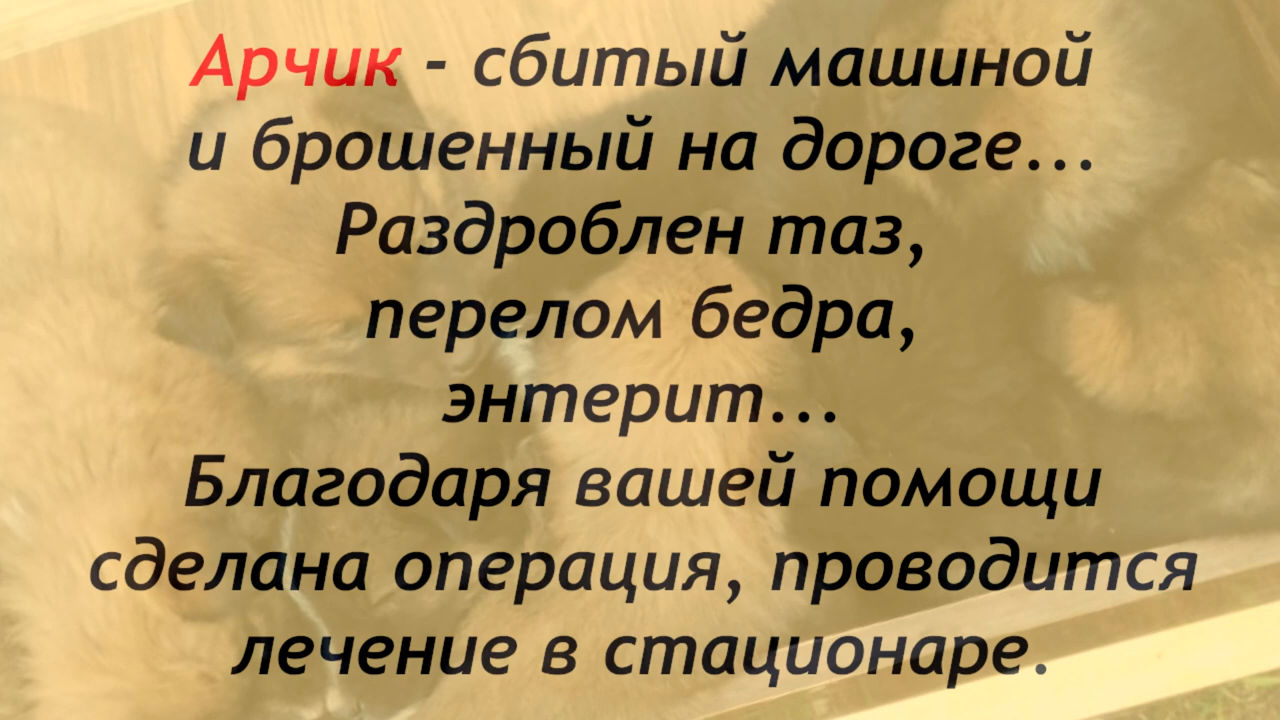 Арчик - сбитый машиной
и брошенный на дороге...
Раздроблен таз,
перелом бедра,
энтерит...
Благодаря вашей помощи
сделана операция, проводится
лечение в стационаре.